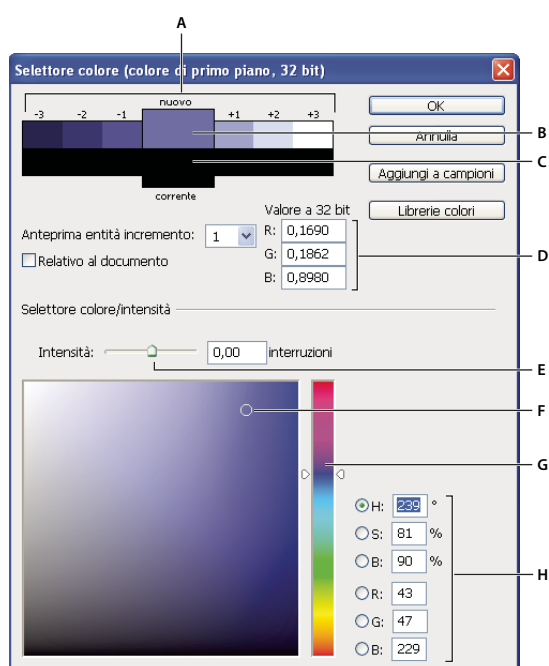 A
Selettore colore (colore di primo piano, 32 bit)
nuovo
-3 -2 -1 +1 +2 +3
OK
B
Annulla
C
Aggiungi a campioni
corrente
Valore a 32 bit
Librerie colori
Anteprima entità incremento: 1
R: 0,1690
Relativo al documento
G: 0,1862
D
B: 0,8980
Selettore colore/intensità
Intensità: 0,00 interruzioni
E
F
G
H: 239 °
S: 81 %
B: 90 %
H
R: 43
G: 47
B: 229